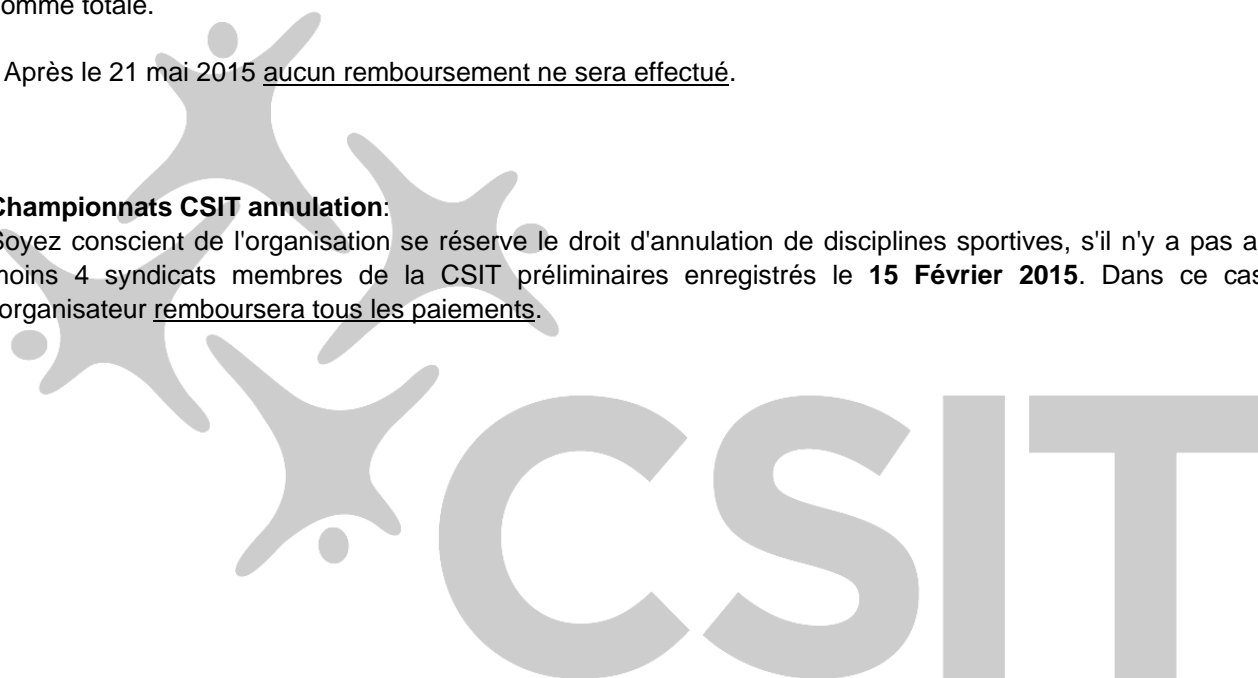 omme totale.
Après le 21 mai 2015 aucun remboursement ne sera effectué.
Championnats CSIT annulation:
Soyez conscient de l'organisation se réserve le droit d'annulation de disciplines sportives, s'il n'y a pas a
moins 4 syndicats membres de la CSIT préliminaires enregistrés le 15 Février 2015. Dans ce cas
organisateur remboursera tous les paiements.
CSIT